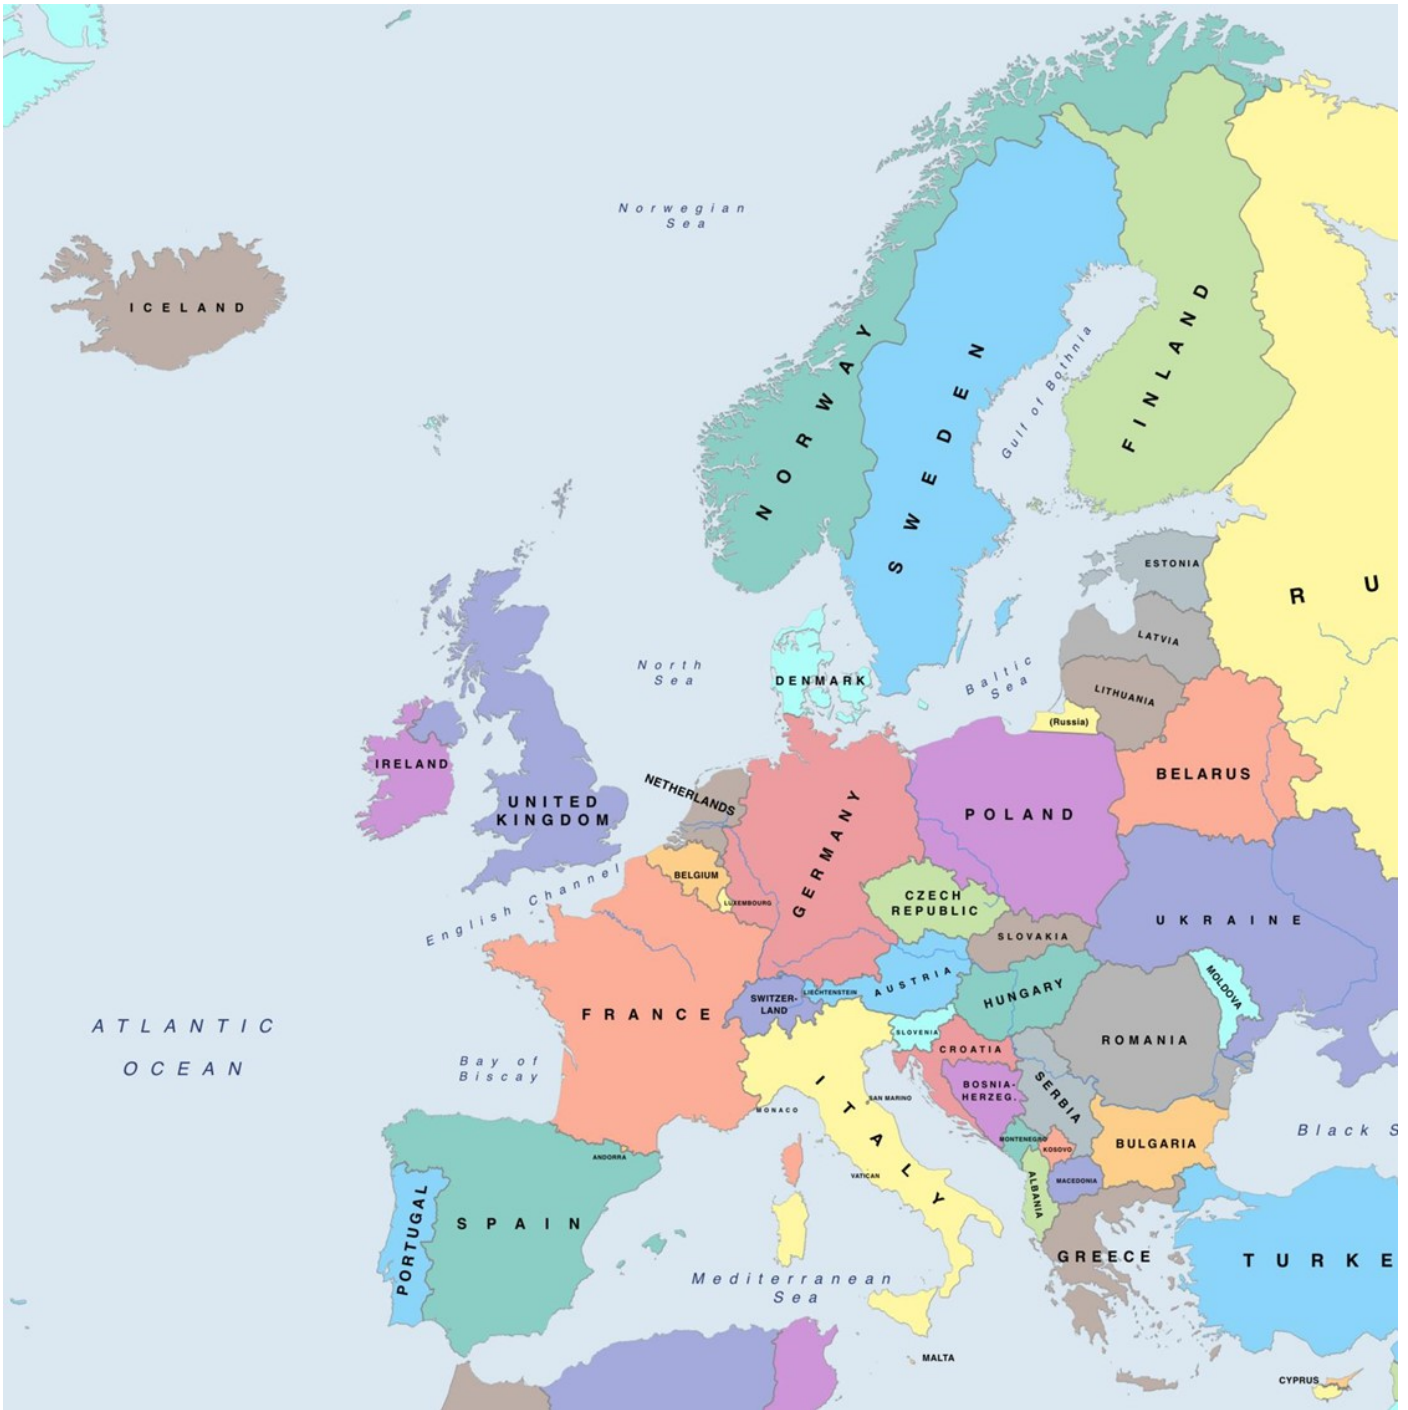 Norwegian
Sea
ICELAND
NORWAY
SWEDEN
FINLAND
Gulf of Bothnia
R U
ESTONIA
LATVIA
LITHUANIA
(Russia)
Baltic
Sea
North
Sea
DENMARK
IRELAND
UNITED
KINGDOM
NETHERLANDS
BELGIUM
LUXEMBOURG
GERMANY
POLAND
BELARUS
English Channel
CZECH
REPUBLIC
SLOVAKIA
UKRAINE
MOLDOVA
ATLANTIC
OCEAN
Bay of
Biscay
FRANCE
SWITZER-
LAND
LIECHTENSTEIN
AUSTRIA
HUNGARY
ROMANIA
SLOVENIA
CROATIA
BOSNIA-
HERZEG.
SERBIA
ITALY
SAN MARINO
MONACO
MONTENEGRO
KOSOVO
BULGARIA
Black S
ANDORRA
VATICAN
ALBANIA
MACEDONIA
PORTUGAL
SPAIN
GREECE
TURKE
Mediterranean
Sea
MALTA
CYPRUS